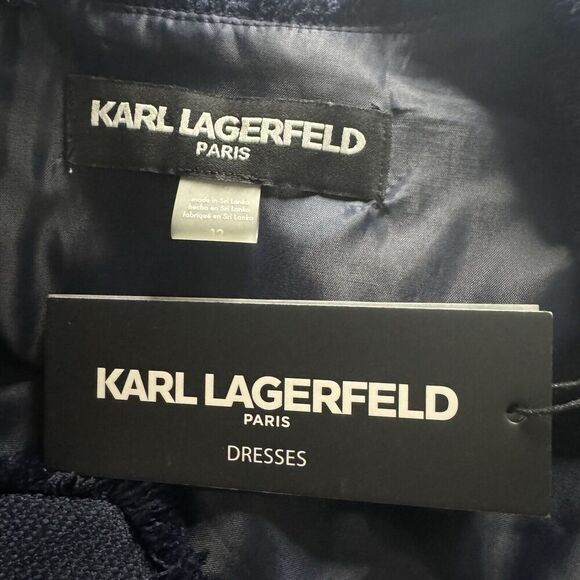 KARL LAGERFELD
PARIS
made in Sri Lanka
hecho en Sri Lanka
fabriqué en Sri Lanka
KARL LAGERFELD
PARIS
DRESSES